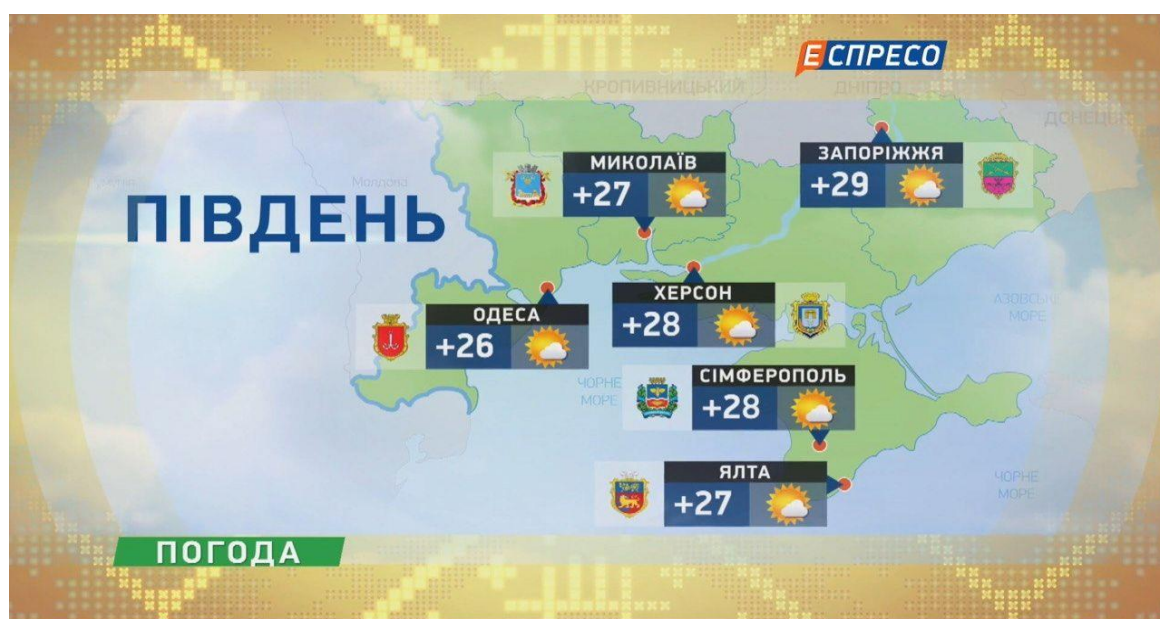 ЕСПРЕСО
КРОПИВНИЦЬКИЙ
ДНІПРО
ДОНЕЦЬК
Молдова
ПІВДЕНЬ
МИКОЛАЇВ
+27
ЗАПОРІЖЖЯ
+29
ОДЕСА
+26
ХЕРСОН
+28
АЗОВСЬКЕ
МОРЕ
СІМФЕРОПОЛЬ
+28
ЧОРНЕ
МОРЕ
ЯЛТА
+27
ЧОРНЕ
МОРЕ
ПОГОДА